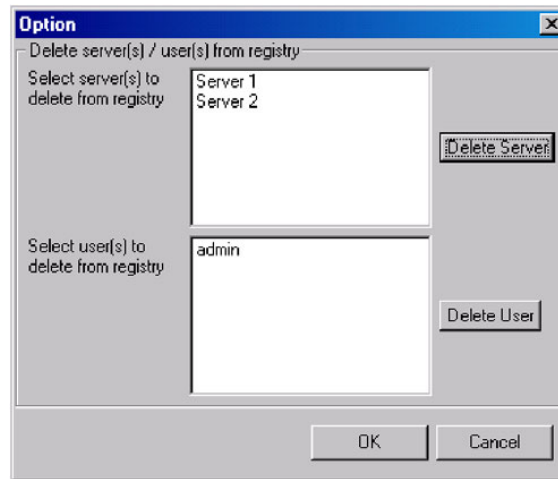 Option
Delete server(s) / user(s) from registry
Select server(s) to
delete from registry
Server 1
Server 2
Delete Server
Select user(s) to
delete from registry
admin
Delete User
OK
Cancel